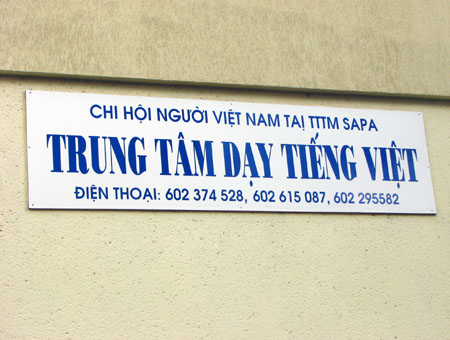 CHI HỘI NGƯỜI VIỆT NAM TAỊ TTTM SAPA
TRUNG TÂM DẠY TIẾNG VIỆT
ĐIỆN THOẠI: 602 374 528, 602 615 087, 602 295582